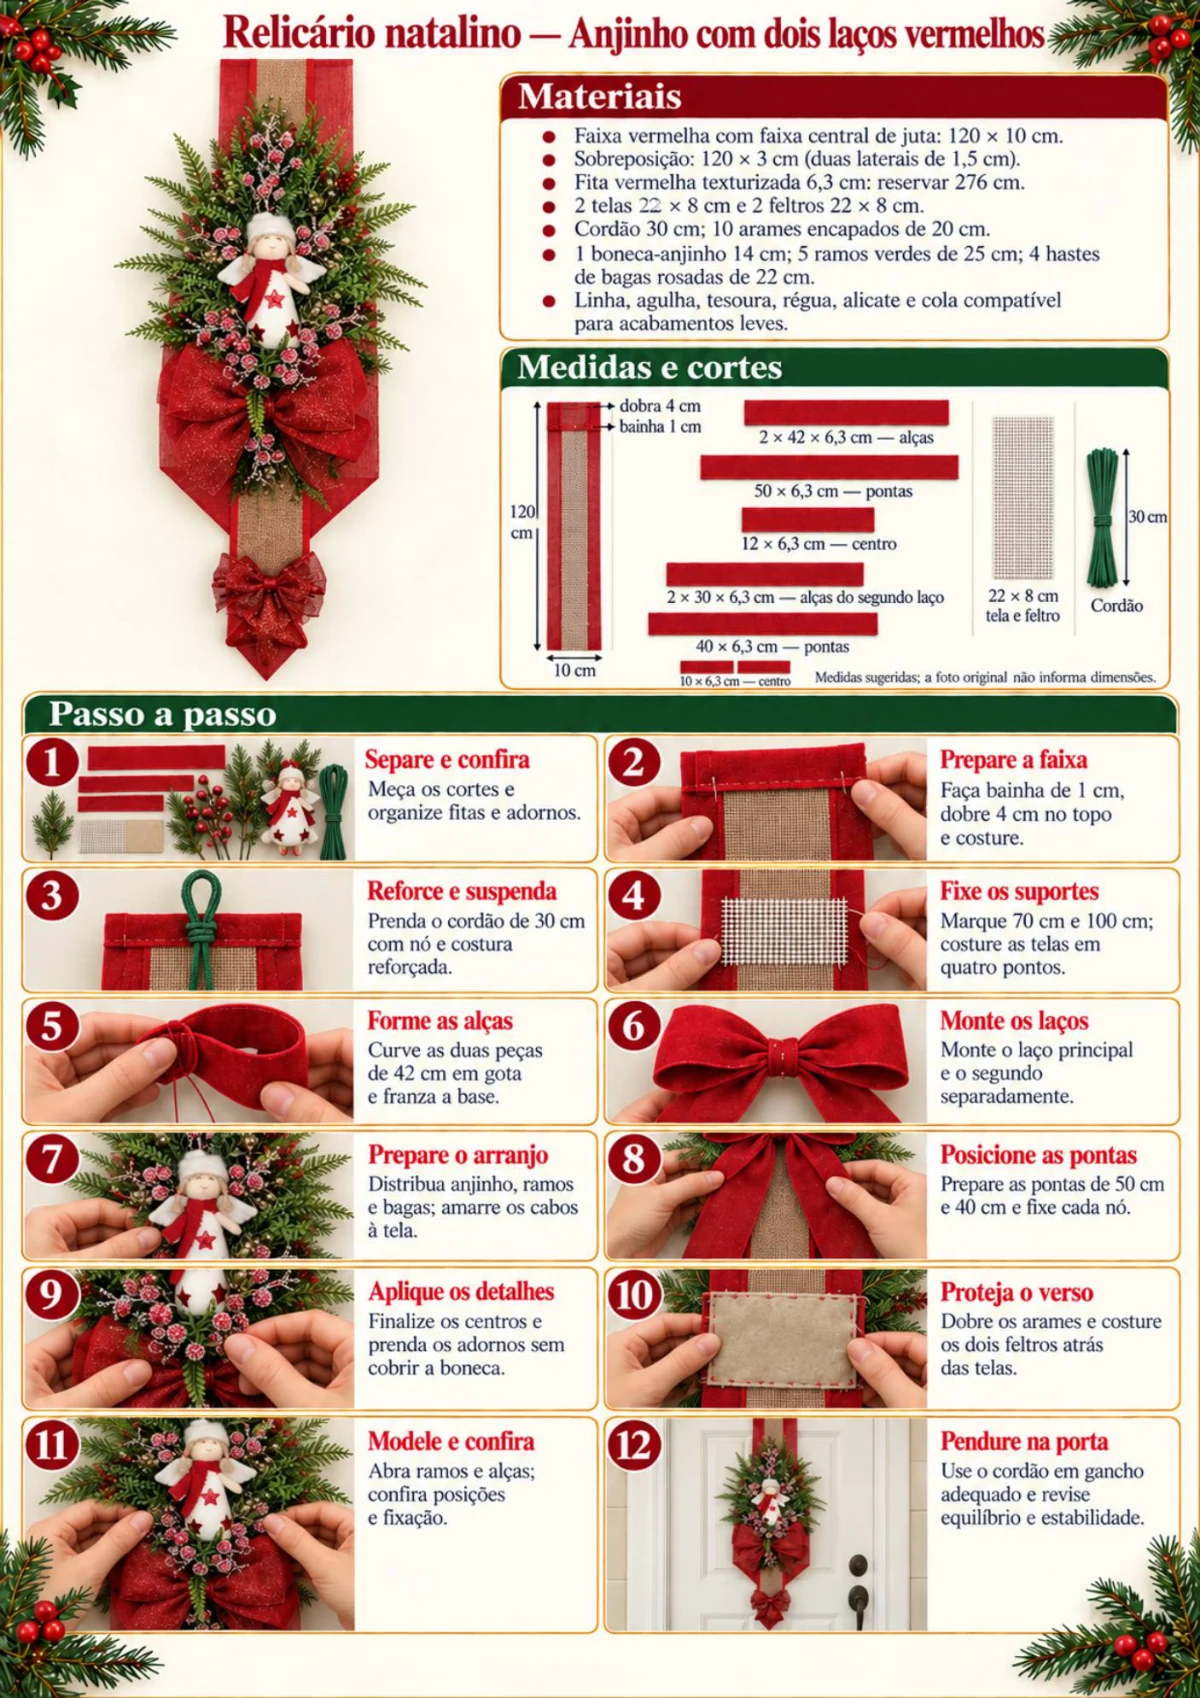 Relicário natalino — Anjinho com dois laços vermelhos
Materiais
● Faixa vermelha com faixa central de juta: 120 × 10 cm.
● Sobreposição: 120 × 3 cm (duas laterais de 1,5 cm).
● Fita vermelha texturizada 6,3 cm: reservar 276 cm.
● 2 telas 22 × 8 cm e 2 feltros 22 × 8 cm.
● Cordão 30 cm; 10 arames encapados de 20 cm.
● 1 boneca-anjinho 14 cm; 5 ramos verdes de 25 cm; 4 hastes
de bagas rosadas de 22 cm.
● Linha, agulha, tesoura, régua, alicate e cola compatível
para acabamentos leves.
Medidas e cortes
dobra 4 cm
bainha 1 cm
120
cm
10 cm
2 × 42 × 6,3 cm — alças
50 × 6,3 cm — pontas
12 × 6,3 cm — centro
2 × 30 × 6,3 cm — alças do segundo laço
40 × 6,3 cm — pontas
10 × 6,3 cm — centro
22 × 8 cm
tela e feltro
30 cm
Cordão
Medidas sugeridas; a foto original não informa dimensões.
Passo a passo
1
Separe e confira
Meça os cortes e
organize fitas e adornos.
2
Prepare a faixa
Faça bainha de 1 cm,
dobre 4 cm no topo
e costure.
3
Reforce e suspenda
Prenda o cordão de 30 cm
com nó e costura
reforçada.
4
Fixe os suportes
Marque 70 cm e 100 cm;
costure as telas em
quatro pontos.
5
Forme as alças
Curve as duas peças
de 42 cm em gota
e franza a base.
6
Monte os laços
Monte o laço principal
e o segundo
separadamente.
7
Prepare o arranjo
Distribua anjinho, ramos
e bagas; amarre os cabos
à tela.
8
Posicione as pontas
Prepare as pontas de 50 cm
e 40 cm e fixe cada nó.
9
Aplique os detalhes
Finalize os centros e
prenda os adornos sem
cobrir a boneca.
10
Proteja o verso
Dobre os arames e costure
os dois feltros atrás
das telas.
11
Modele e confira
Abra ramos e alças;
confira posições
e fixação.
12
Pendure na porta
Use o cordão em gancho
adequado e revise
equilíbrio e estabilidade.